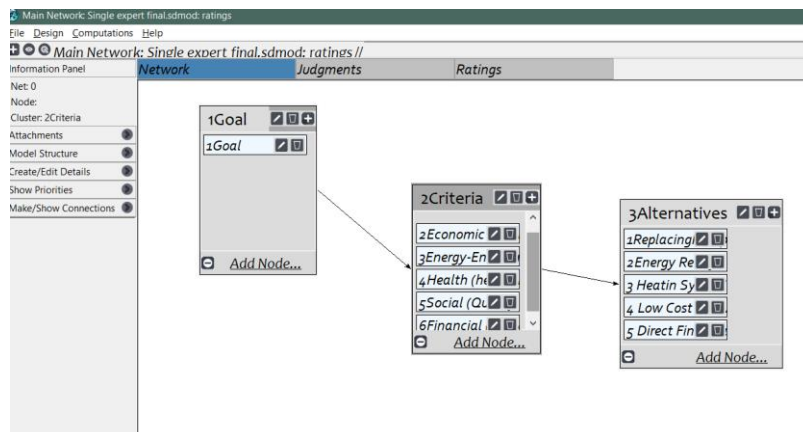 Main Network: Single expert final.sdmod: ratings
File Design Computations Help
Main Network: Single expert final.sdmod: ratings //
Information Panel
Network Judgments Ratings
Net: 0
Node:
Cluster: 2Criteria
Attachments
Model Structure
Create/Edit Details
Show Priorities
Make/Show Connections
1Goal
1Goal
Add Node...
2Criteria
2Economic
3Energy-En
4Health (he
5Social (Qu
6Financial
Add Node...
3Alternatives
1Replacing
2Energy Re
3 Heatin Sy
4 Low Cost
5 Direct Fin
Add Node...